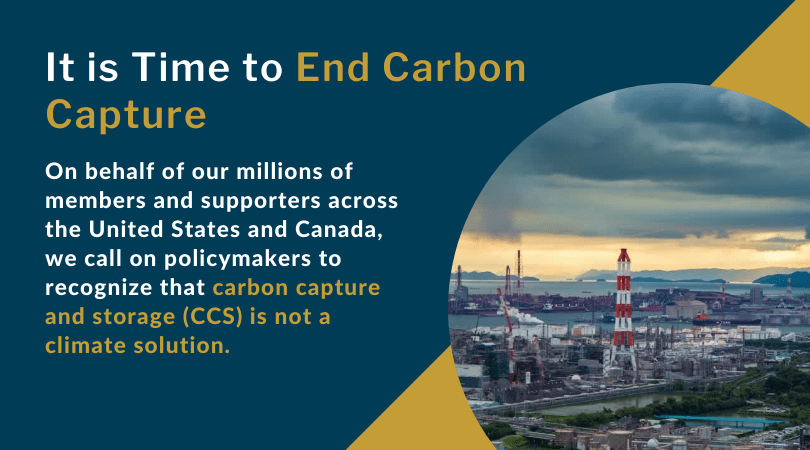 It is Time to End Carbon
Capture
On behalf of our millions of
members and supporters across
the United States and Canada,
we call on policymakers to
recognize that carbon capture
and storage (CCS) is not a
climate solution.